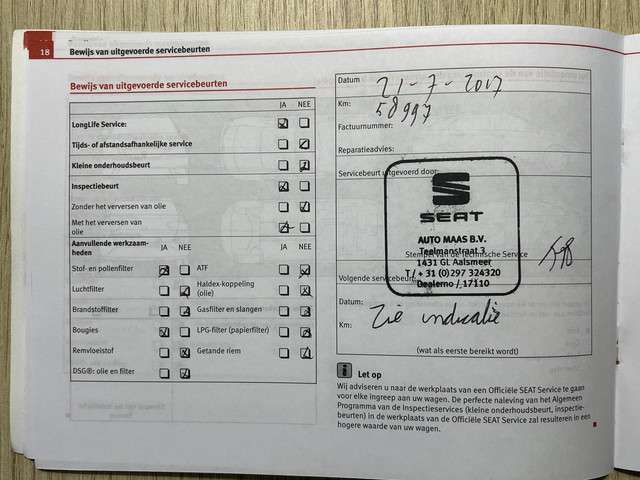 18 Bewijs van uitgevoerde servicebeurten
Bewijs van uitgevoerde servicebeurten
JA NEE
LongLife Service:
Tijds- of afstandsafhankelijke service
Kleine onderhoudsbeurt
Inspectiebeurt
Zonder het verversen van olie
Met het verversen van
olie
Aanvullende werkzaam-
heden
JA NEE JA NEE
Stof- en pollenfilter ATF
Luchtfilter Haldex-koppeling
(olie)
Brandstoffilter Gasfilter en slangen
Bougies LPG-filter (papierfilter)
Remvloeistof Getande riem
DSG®: olie en filter
Datum 21-7-2017
Km: 58997
Factuurnummer:
Reparatieadvies:
Servicebeurt uitgevoerd door:
SEAT
AUTO MAAS B.V.
Taalmanstraat 3
Stempel van de Technische Service
1431 GL Aalsmeer
T / + 31 (0)297 324320
Dealerno / 17110
Volgende servicebeurt:
Datum:
Km: Zie indicatie
(wat als eerste bereikt wordt)
Let op
Wij adviseren u naar de werkplaats van een Officiële SEAT Service te gaan
voor elke ingreep aan uw wagen. De perfecte naleving van het Algemeen
Programma van de Inspectieservices (kleine onderhoudsbeurt, inspectie-
beurten) in de werkplaats van de Officiële SEAT Service zal resulteren in een
hogere waarde van uw wagen.